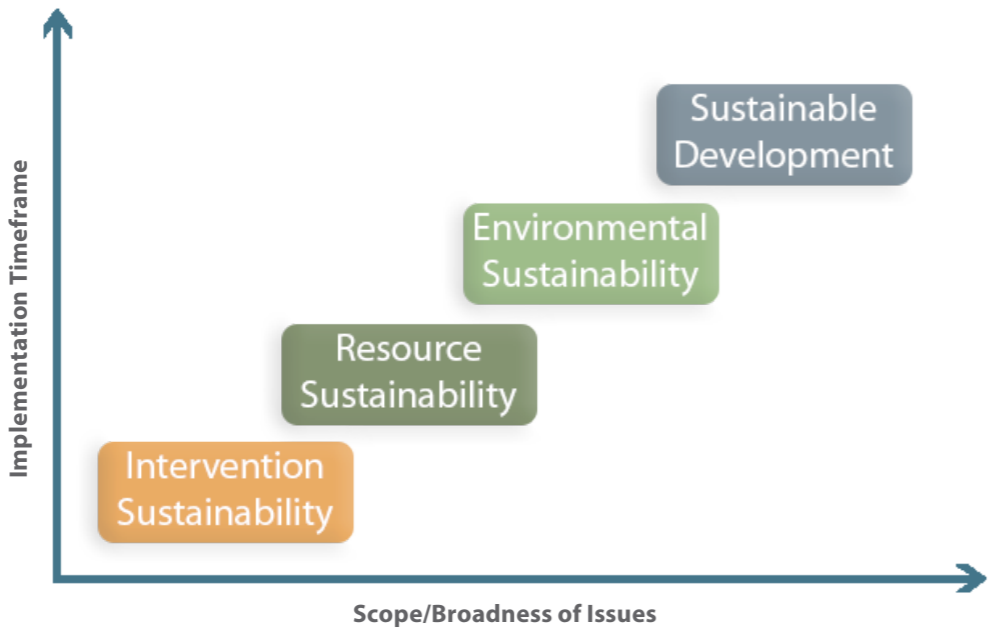 Implementation Timeframe
Sustainable
Development
Environmental
Sustainability
Resource
Sustainability
Intervention
Sustainability
Scope/Broadness of Issues